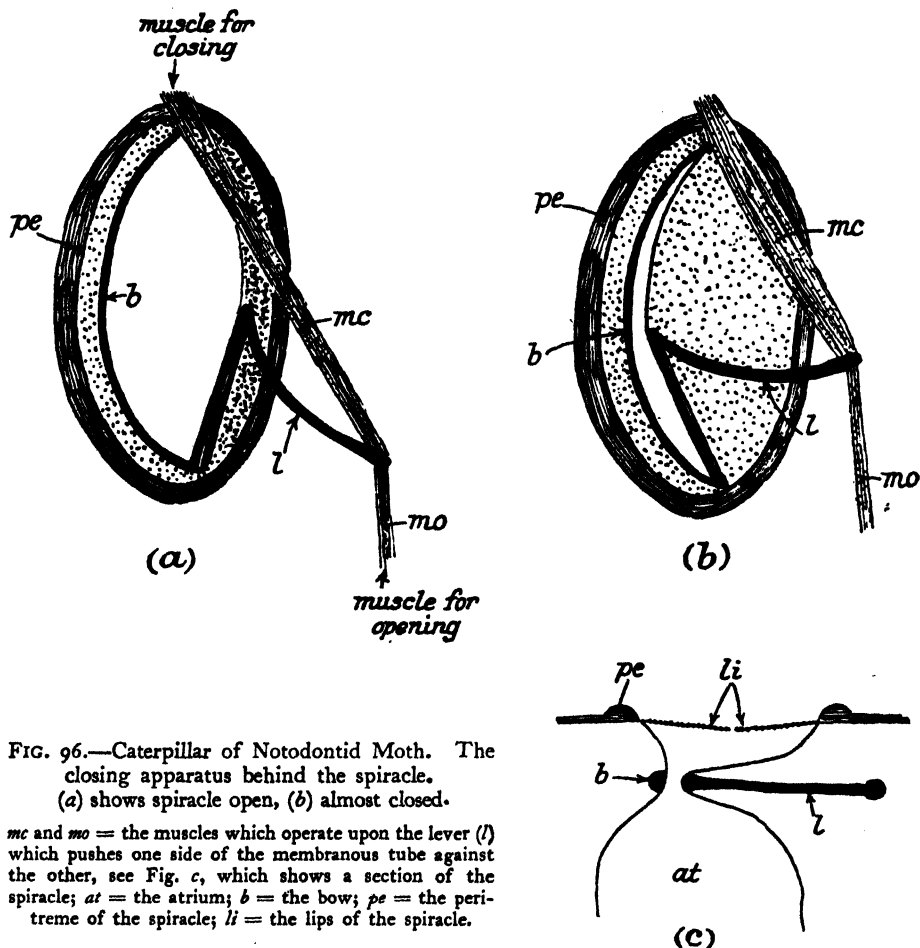 muscle for
closing
pe
b
mc
l
mo
(a)
muscle for
opening
pe
mc
b
l
mo
(b)
pe
li
b
l
at
(c)
FIG. 96.—Caterpillar of Notodontid Moth. The
closing apparatus behind the spiracle.
(a) shows spiracle open, (b) almost closed.
mc and mo = the muscles which operate upon the lever (l)
which pushes one side of the membranous tube against
the other, see Fig. c, which shows a section of the
spiracle; at = the atrium; b = the bow; pe = the peri-
treme of the spiracle; li = the lips of the spiracle.